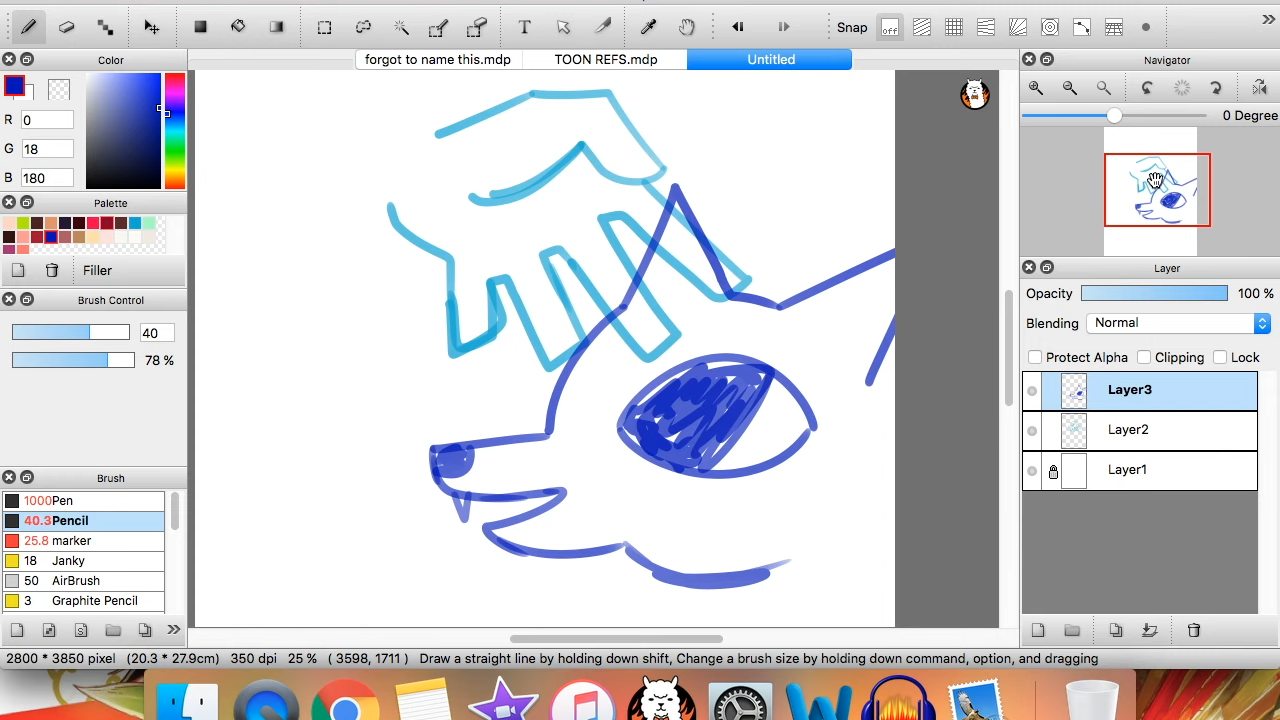 T Snap off
Color forgot to name this.mdp TOON REFS.mdp Untitled Navigator
R 0
G 18
B 180
0 Degree
Palette
Filler
Layer
Brush Control
Opacity 100 %
40
Blending Normal
78 %
Protect Alpha Clipping Lock
Layer3
Layer2
Layer1
Brush
1000 Pen
40.3 Pencil
25.8 marker
18 Janky
50 AirBrush
3 Graphite Pencil
S
2800 * 3850 pixel (20.3 * 27.9cm) 350 dpi 25 % ( 3598, 1711 ) Draw a straight line by holding down shift, Change a brush size by holding down command, option, and dragging
W